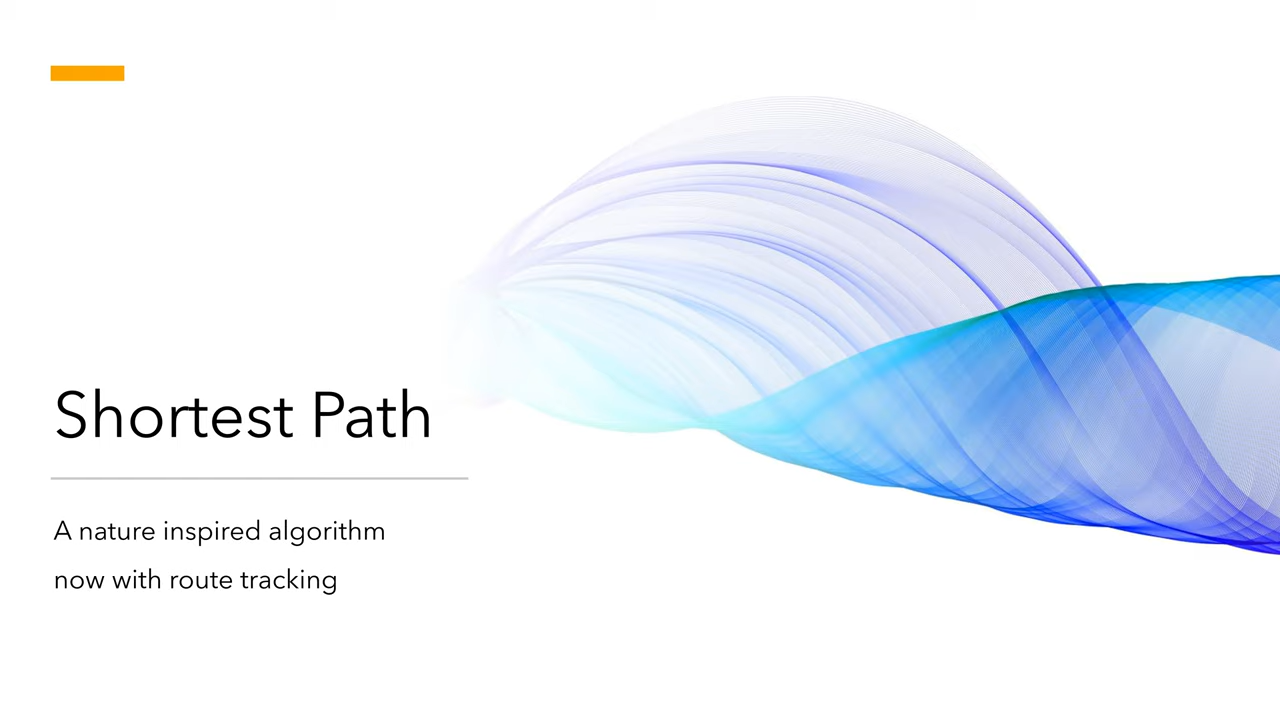 Shortest Path
A nature inspired algorithm
now with route tracking